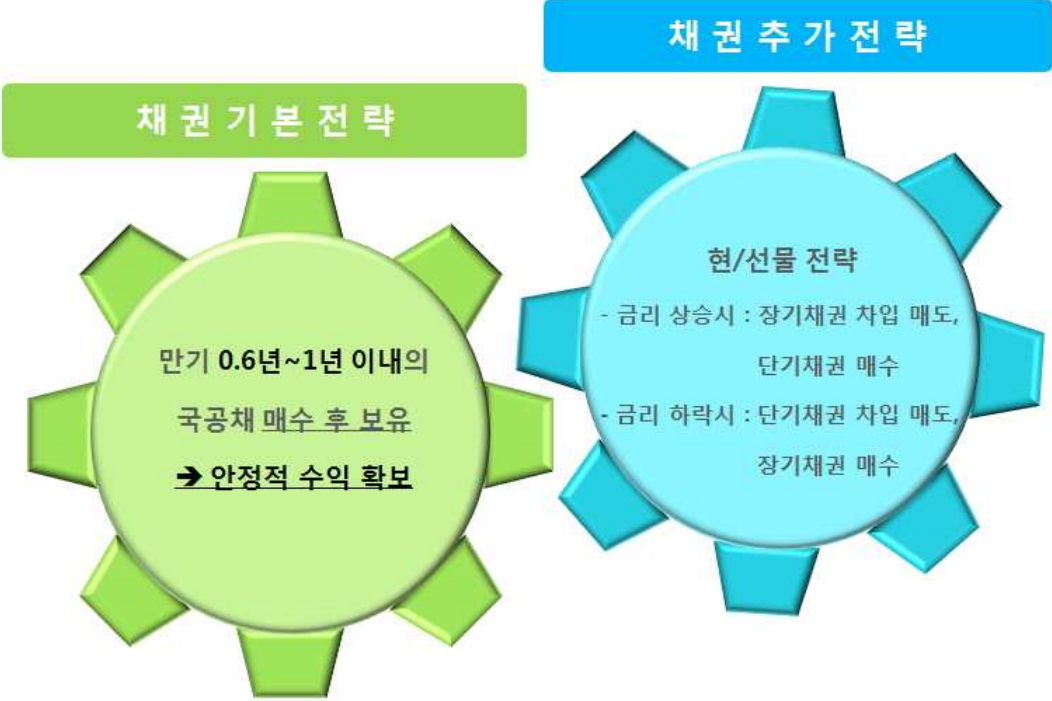 채권기본전략
만기 0.6년~1년 이내의
국공채 매수 후 보유
➔ 안정적 수익 확보
채권추가전략
현/선물 전략
- 금리 상승시 : 장기채권 차입 매도,
단기채권 매수
- 금리 하락시 : 단기채권 차입 매도,
장기채권 매수